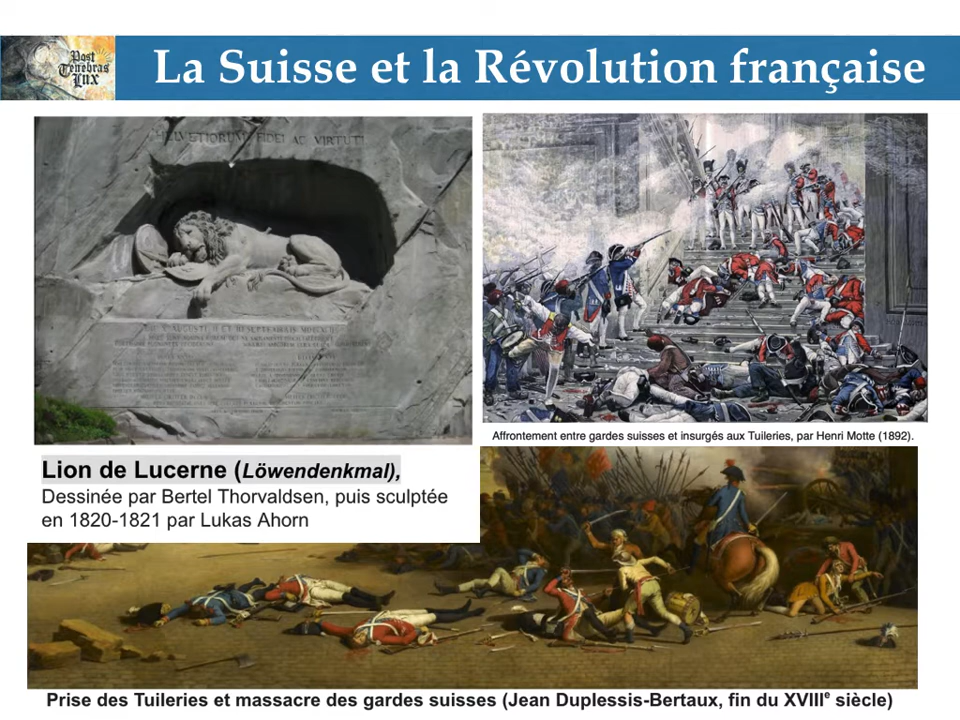 Post
Tenebras
Lux
La Suisse et la Révolution française
HELVETIORUM FIDEI AC VIRTUTI
Affrontement entre gardes suisses et insurgés aux Tuileries, par Henri Motte (1892).
Lion de Lucerne (Löwendenkmal),
Dessinée par Bertel Thorvaldsen, puis sculptée
en 1820-1821 par Lukas Ahorn
Prise des Tuileries et massacre des gardes suisses (Jean Duplessis-Bertaux, fin du XVIIIe siècle)